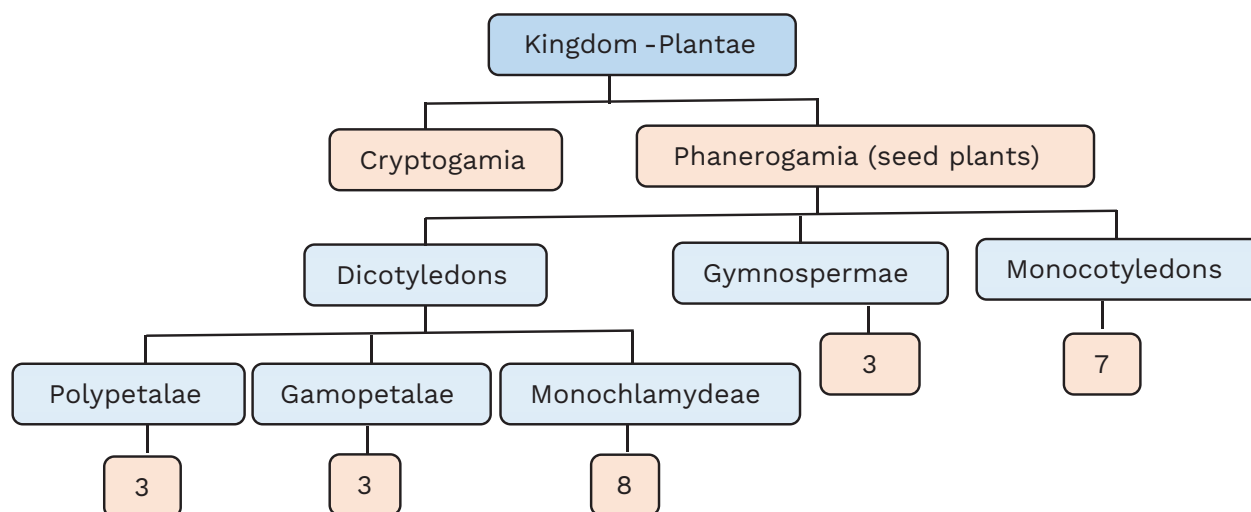 Kingdom -Plantae
Cryptogamia
Phanerogamia (seed plants)
Dicotyledons
Gymnospermae
Monocotyledons
3
7
Polypetalae
Gamopetalae
Monochlamydeae
3
3
8